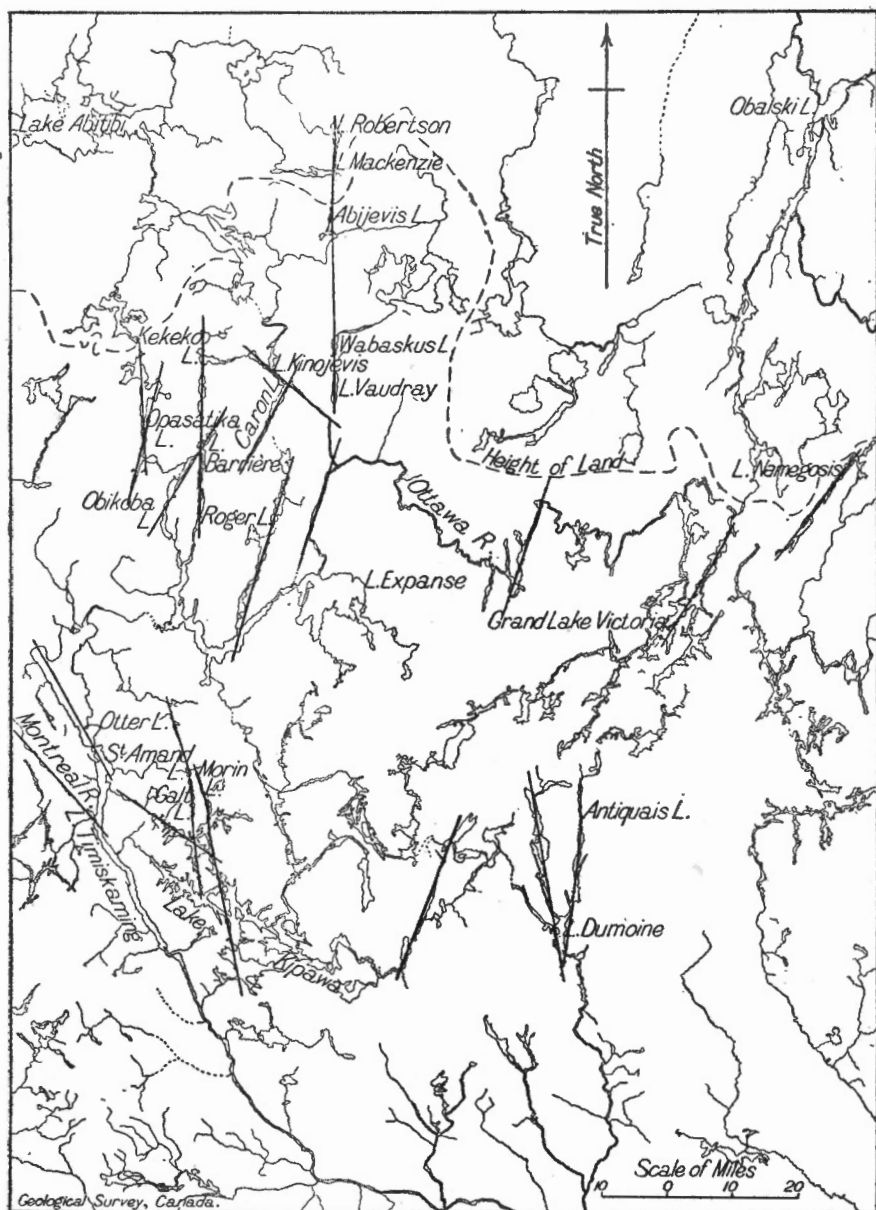 Lake Abitibi
L. Robertson
L. Mackenzie
Abijevis L.
True North
Obalski L.
Kekeko
L.
L. Kinojevis
Wabaskus L.
L. Vaudray
Caron L.
Opasatika
L.
L.
Barrière
Obikoba
L.
Roger L.
Height of Land
L. Namegosis
Ottawa R.
L. Expanse
Grand Lake Victoria
Otter L.
St. Amand
L.
Morin
L.
Galt
L.
Montreal R.
L. Timiskaming
Lake
Kipawa
Antiquais L.
L. Dumoine
Scale of Miles
10 0 10 20
Geological Survey, Canada.